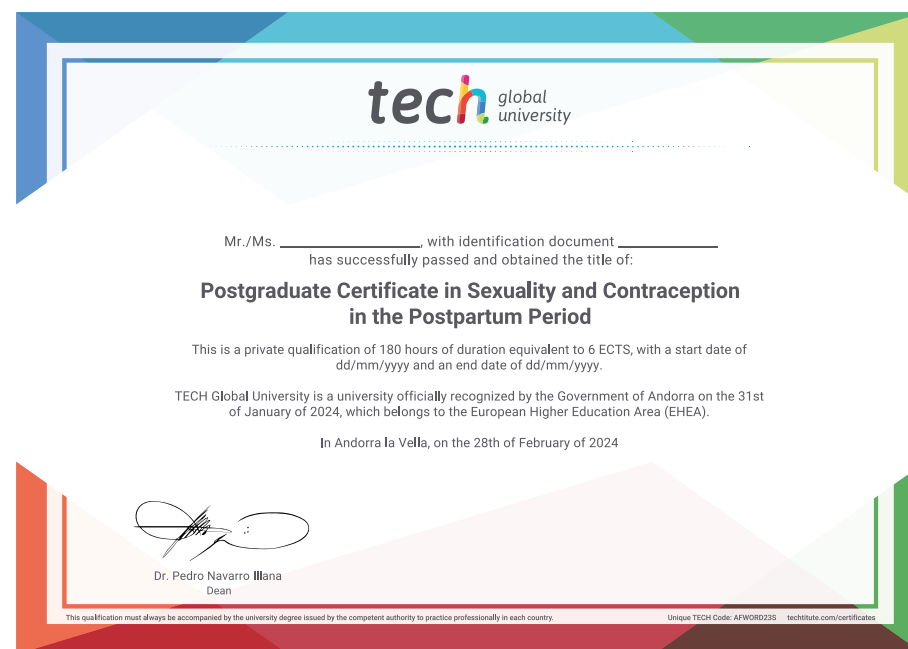 tech global university
Mr./Ms. ____________________, with identification document ______________
has successfully passed and obtained the title of:
Postgraduate Certificate in Sexuality and Contraception
in the Postpartum Period
This is a private qualification of 180 hours of duration equivalent to 6 ECTS, with a start date of
dd/mm/yyyy and an end date of dd/mm/yyyy.
TECH Global University is a university officially recognized by the Government of Andorra on the 31st
of January of 2024, which belongs to the European Higher Education Area (EHEA).
In Andorra la Vella, on the 28th of February of 2024
Dr. Pedro Navarro Illana
Dean
This qualification must always be accompanied by the university degree issued by the competent authority to practice professionally in each country.
Unique TECH Code: AFWORD23S techtitute.com/certificates